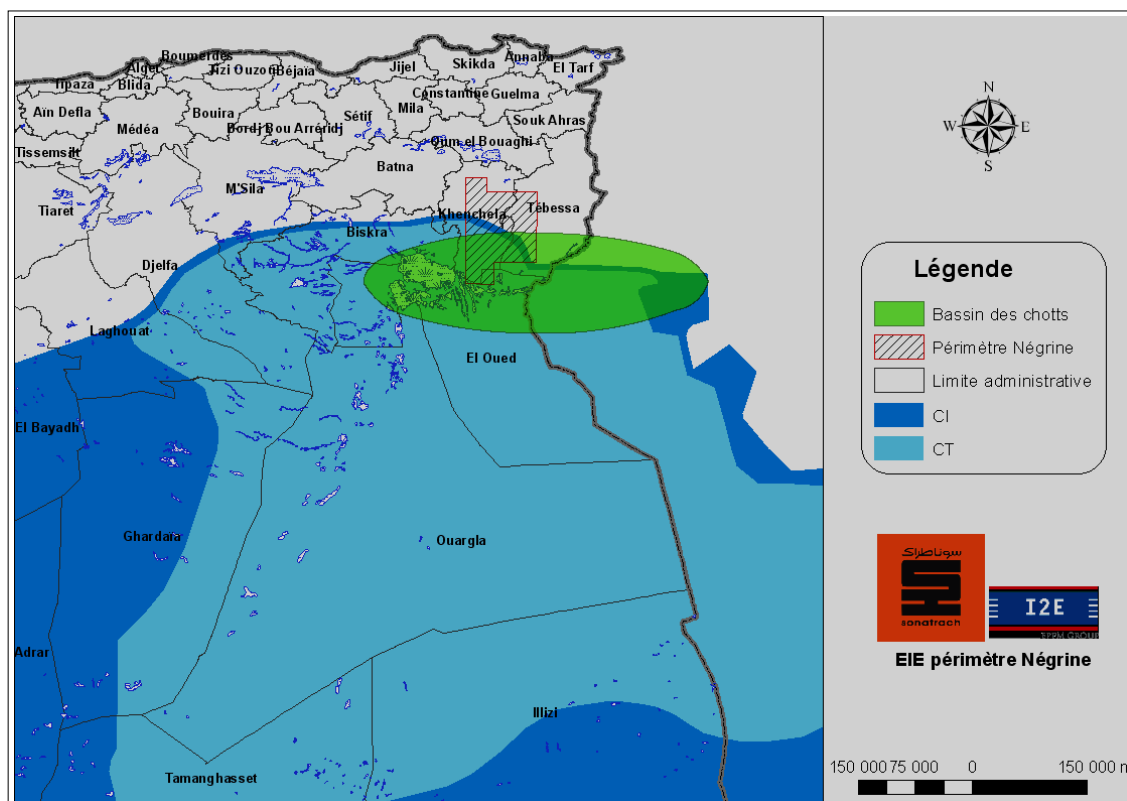 Boumerdès
Alger
Tizi Ouzou
Béjaïa
Jijel
Skikda
Annaba
El Tarf
Tipaza
Blida
Constantine
Guelma
Aïn Defla
Médéa
Bouira
Sétif
Mila
Souk Ahras
Bordj Bou Arréridj
Tissemsilt
Oum el Bouaghi
Batna
M'Sila
Tiaret
Khenchela
Tébessa
Biskra
Djelfa
Laghouat
El Oued
El Bayadh
Ghardaïa
Ouargla
Adrar
Illizi
Tamanghasset
N
W E
S
Légende
Bassin des chotts
Périmètre Négrine
Limite administrative
CI
CT
سوناطراك
sonatrach
I2E
EIE périmètre Négrine
150 000 75 000 0 150 000 m